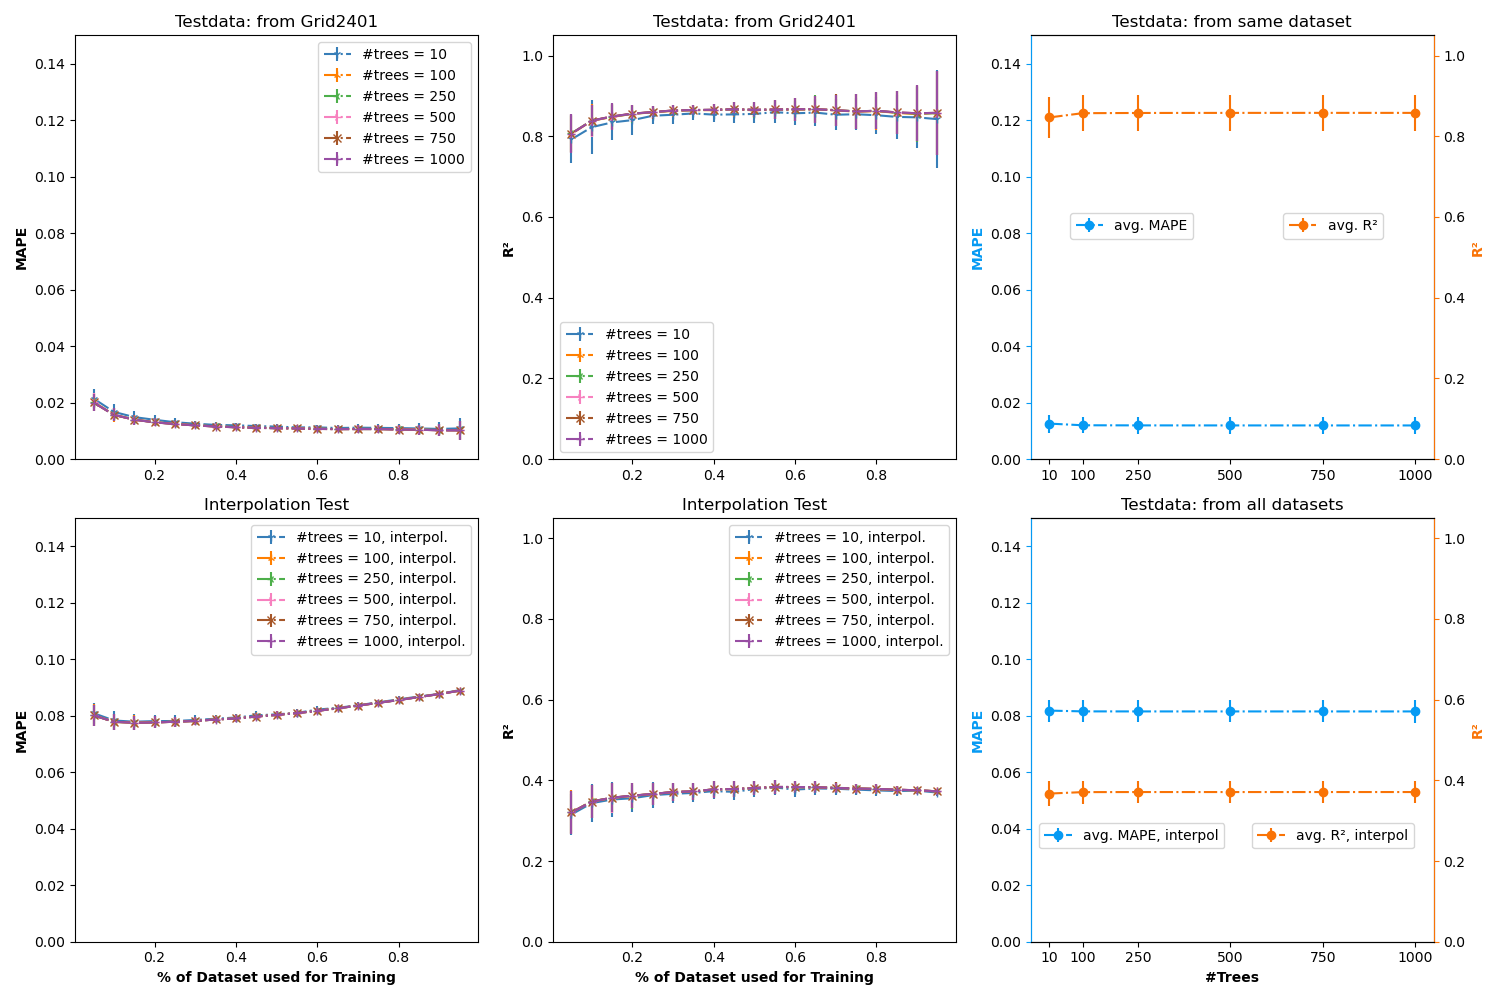 Testdata: from Grid2401
0.14
0.12
0.10
0.08
0.06
0.04
0.02
0.00
MAPE
#trees = 10
#trees = 100
#trees = 250
#trees = 500
#trees = 750
#trees = 1000
0.2 0.4 0.6 0.8
Testdata: from Grid2401
1.0
0.8
0.6
0.4
0.2
0.0
R²
#trees = 10
#trees = 100
#trees = 250
#trees = 500
#trees = 750
#trees = 1000
0.2 0.4 0.6 0.8
Testdata: from same dataset
0.14
0.12
0.10
0.08
0.06
0.04
0.02
0.00
MAPE
avg. MAPE
avg. R²
1.0
0.8
0.6
0.4
0.2
0.0
R²
10 100 250 500 750 1000
Interpolation Test
0.14
0.12
0.10
0.08
0.06
0.04
0.02
0.00
MAPE
#trees = 10, interpol.
#trees = 100, interpol.
#trees = 250, interpol.
#trees = 500, interpol.
#trees = 750, interpol.
#trees = 1000, interpol.
0.2 0.4 0.6 0.8
% of Dataset used for Training
Interpolation Test
1.0
0.8
0.6
0.4
0.2
0.0
R²
#trees = 10, interpol.
#trees = 100, interpol.
#trees = 250, interpol.
#trees = 500, interpol.
#trees = 750, interpol.
#trees = 1000, interpol.
0.2 0.4 0.6 0.8
% of Dataset used for Training
Testdata: from all datasets
0.14
0.12
0.10
0.08
0.06
0.04
0.02
0.00
MAPE
avg. MAPE, interpol
avg. R², interpol
1.0
0.8
0.6
0.4
0.2
0.0
R²
10 100 250 500 750 1000
#Trees